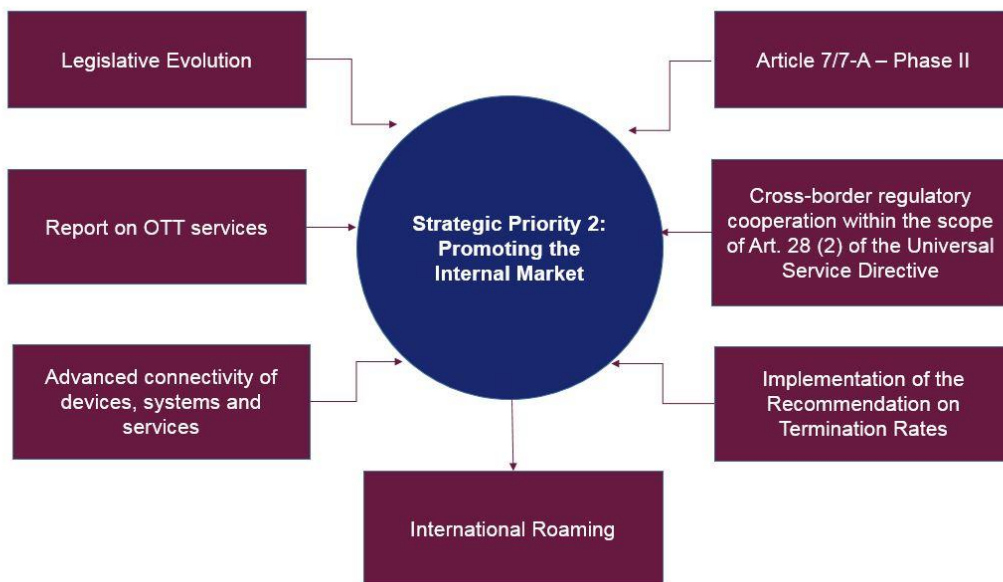 Legislative Evolution
Article 7/7-A – Phase II
Report on OTT services
Strategic Priority 2:
Promoting the
Internal Market
Cross-border regulatory
cooperation within the scope
of Art. 28 (2) of the Universal
Service Directive
Advanced connectivity of
devices, systems and
services
Implementation of the
Recommendation on
Termination Rates
International Roaming